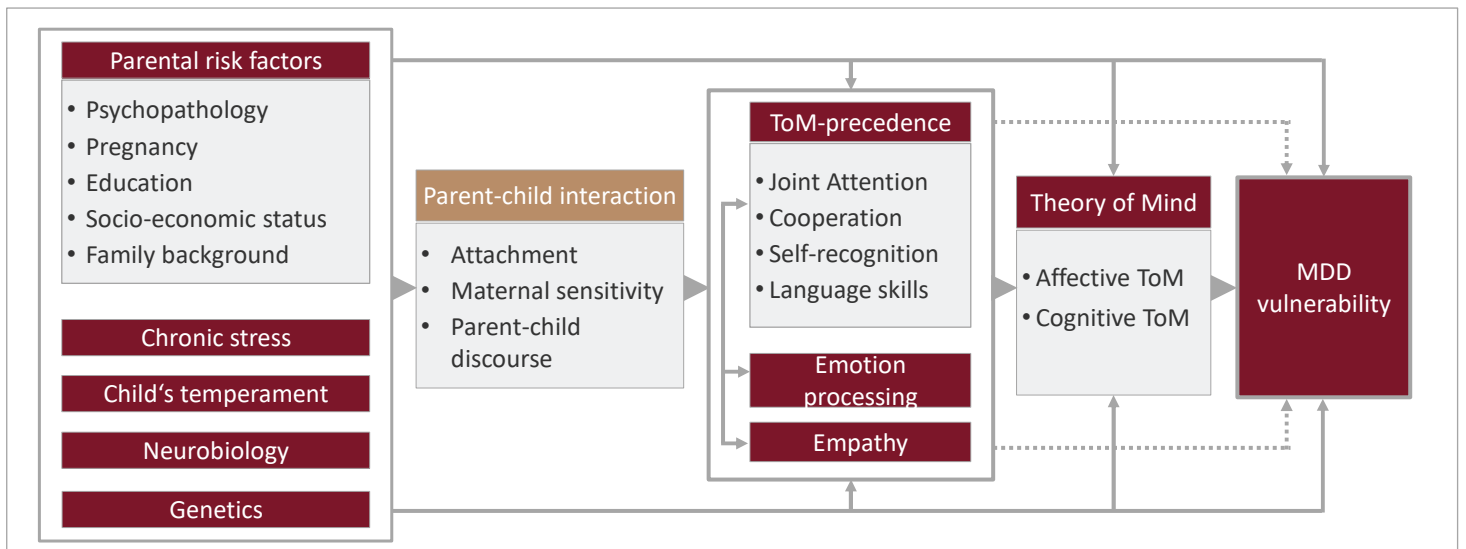 Parental risk factors
• Psychopathology
• Pregnancy
• Education
• Socio-economic status
• Family background
Chronic stress
Child‘s temperament
Neurobiology
Genetics
Parent-child interaction
• Attachment
• Maternal sensitivity
• Parent-child
discourse
ToM-precedence
• Joint Attention
• Cooperation
• Self-recognition
• Language skills
Emotion
processing
Empathy
Theory of Mind
• Affective ToM
• Cognitive ToM
MDD
vulnerability